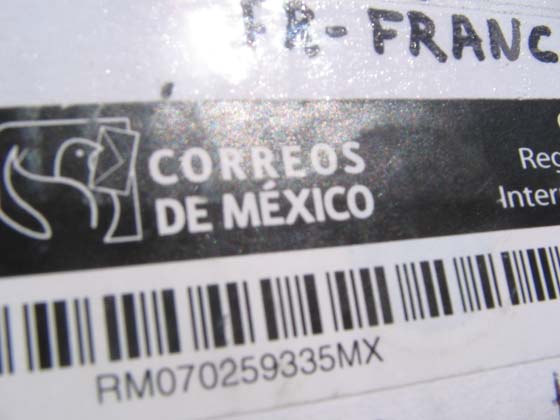 FR-FRANC
CORREOS
DE MÉXICO
Reg
Inter
RM070259335MX